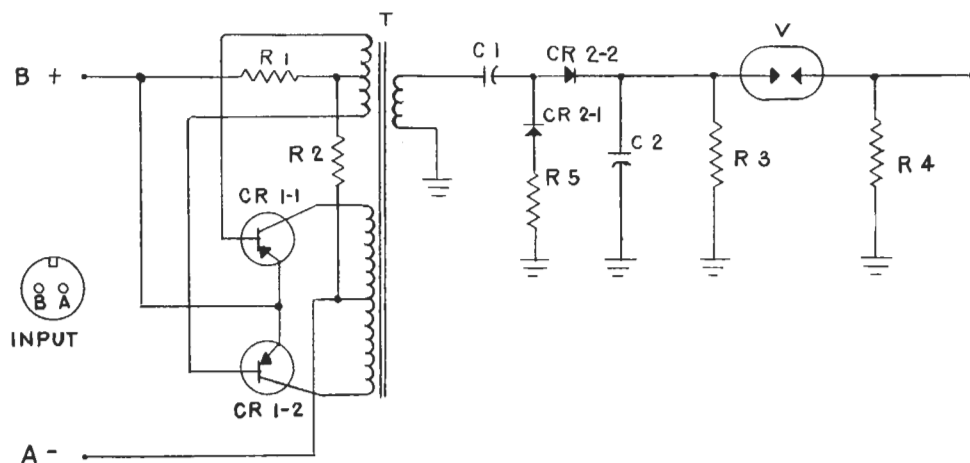 T
V
R 1
C 1
CR 2-2
B +
CR 2-1
R 2
C 2
R 3
R 4
R 5
CR 1-1
B A
INPUT
CR 1-2
A -